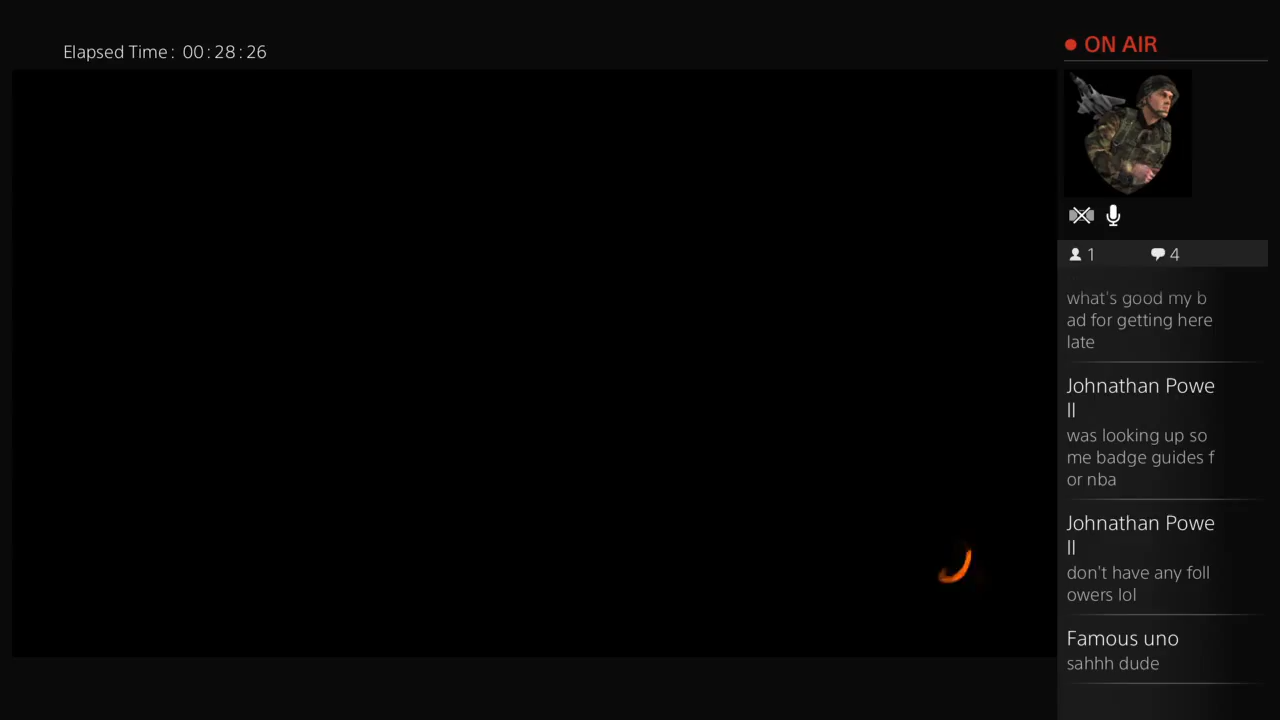 Elapsed Time: 00:28:26
ON AIR
1 4
what's good my b
ad for getting here
late
Johnathan Powe
ll
was looking up so
me badge guides f
or nba
Johnathan Powe
ll
don't have any foll
owers lol
Famous uno
sahhh dude